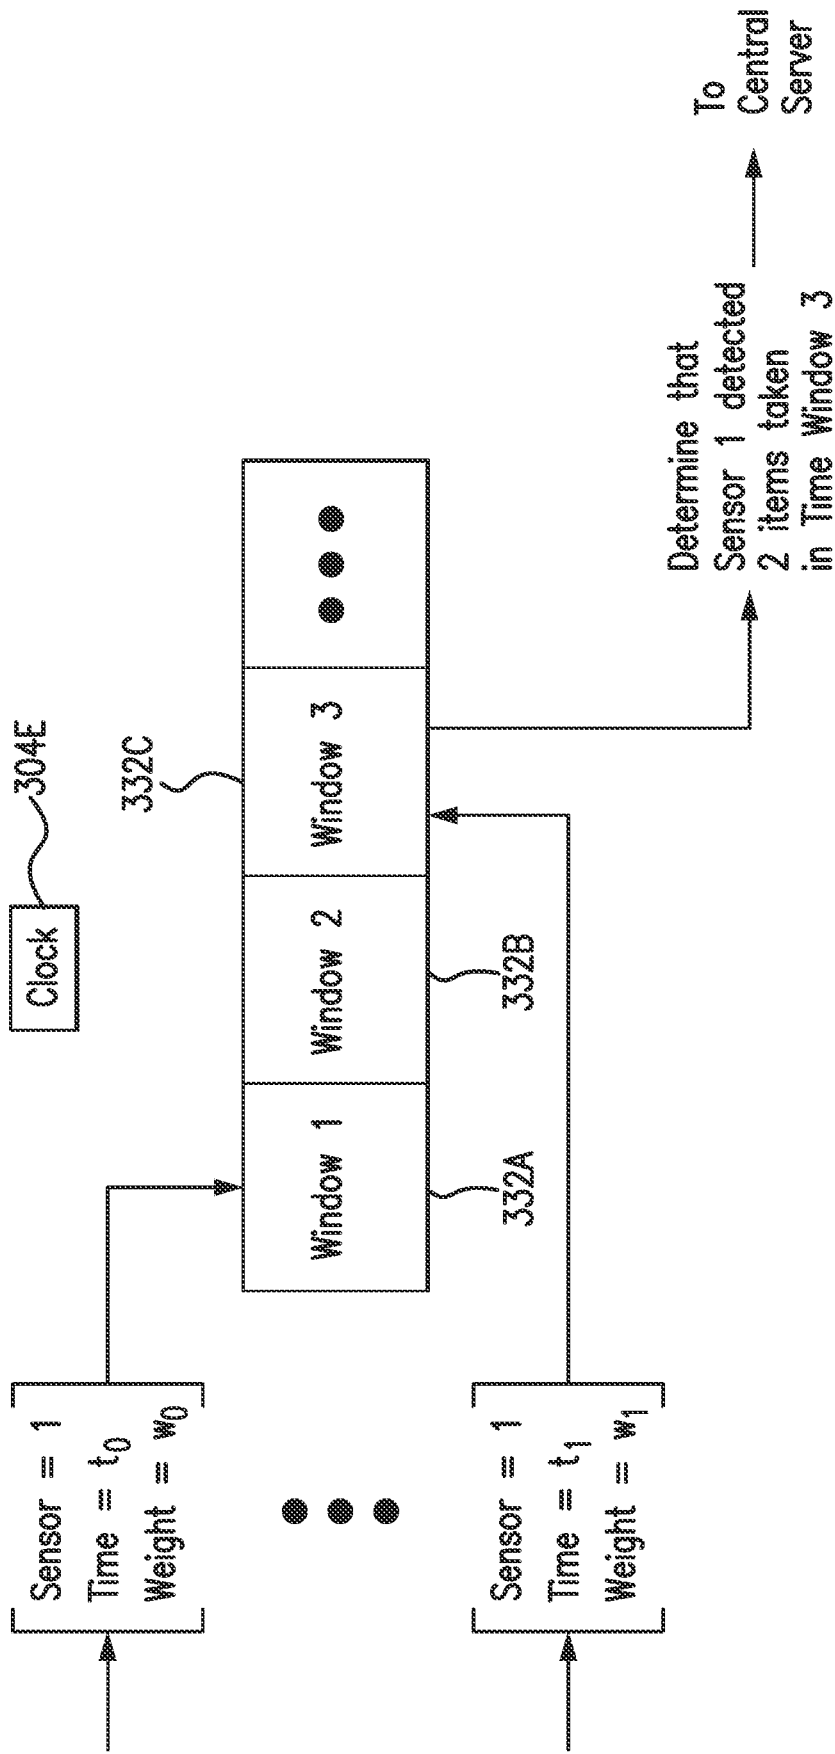 Clock
304E
Sensor = 1
Time = t0
Weight = w0
332C
Window 1
Window 2
Window 3
332A
332B
Sensor = 1
Time = t1
Weight = w1
Determine that
Sensor 1 detected
2 items taken
in Time Window 3
To
Central
Server